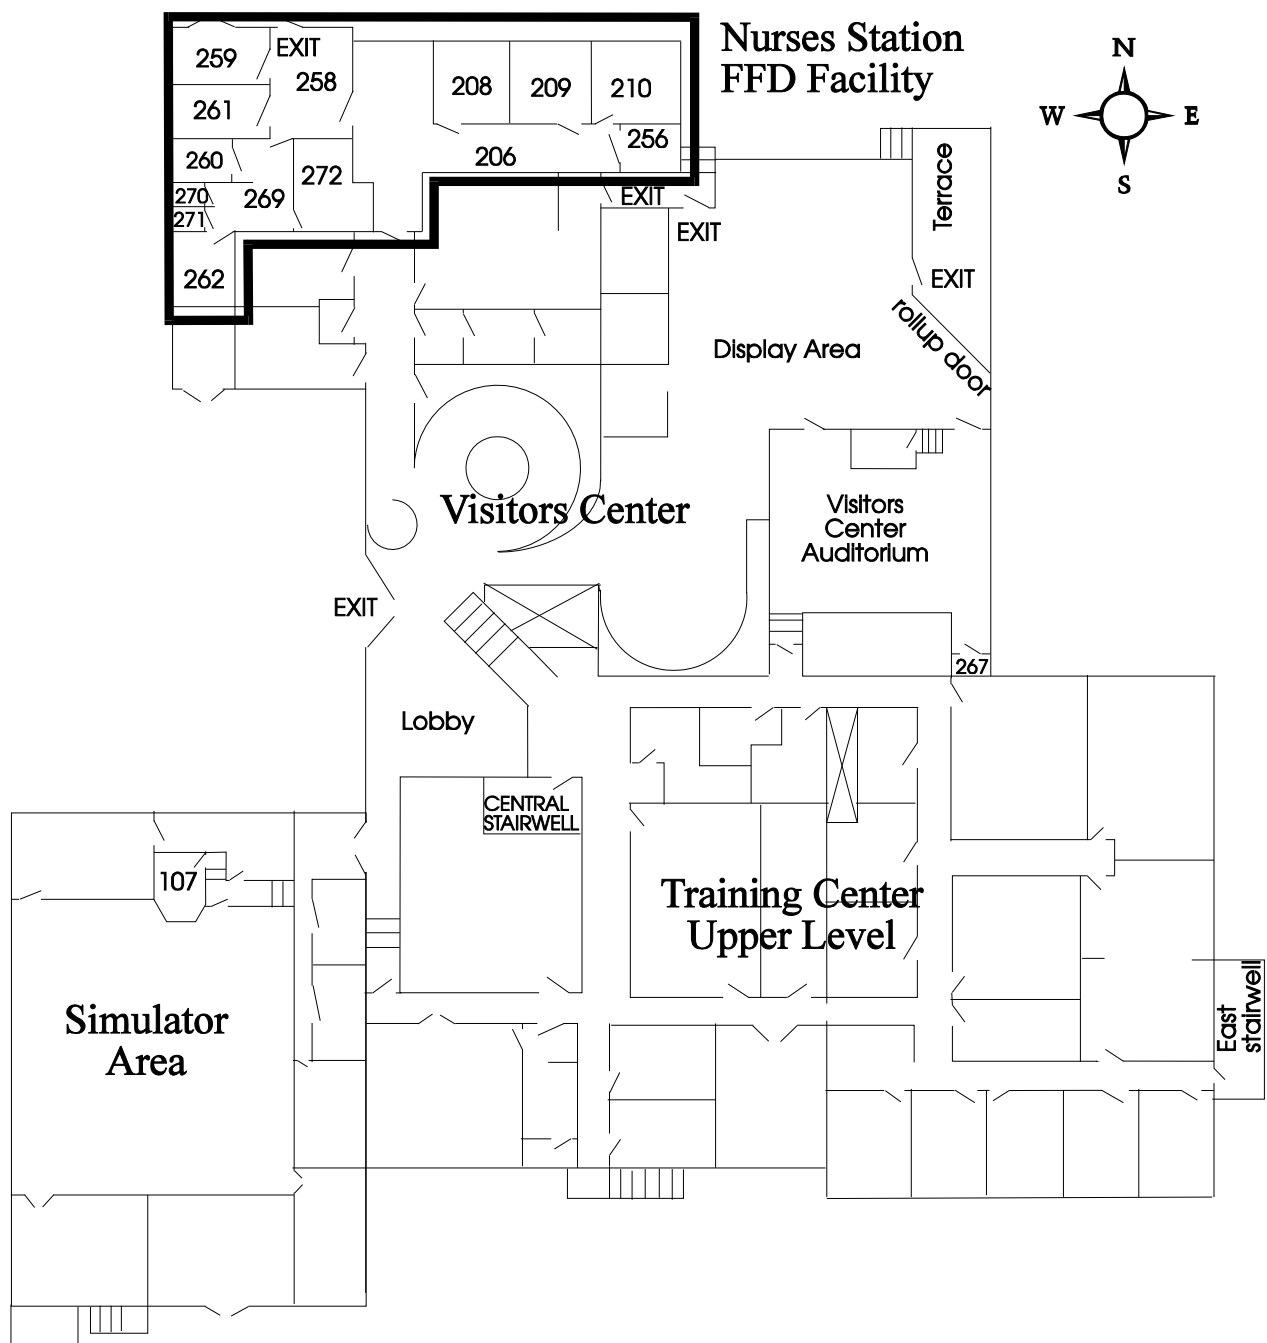 Nurses Station
FFD Facility
N
W
E
S
259
EXIT
258
261
208
209
210
256
206
260
272
270
269
271
262
EXIT
EXIT
Terrace
EXIT
rollup door
Display Area
Visitors Center
Visitors
Center
Auditorium
EXIT
267
Lobby
CENTRAL
STAIRWELL
107
Training Center
Upper Level
Simulator
Area
East
stairwell